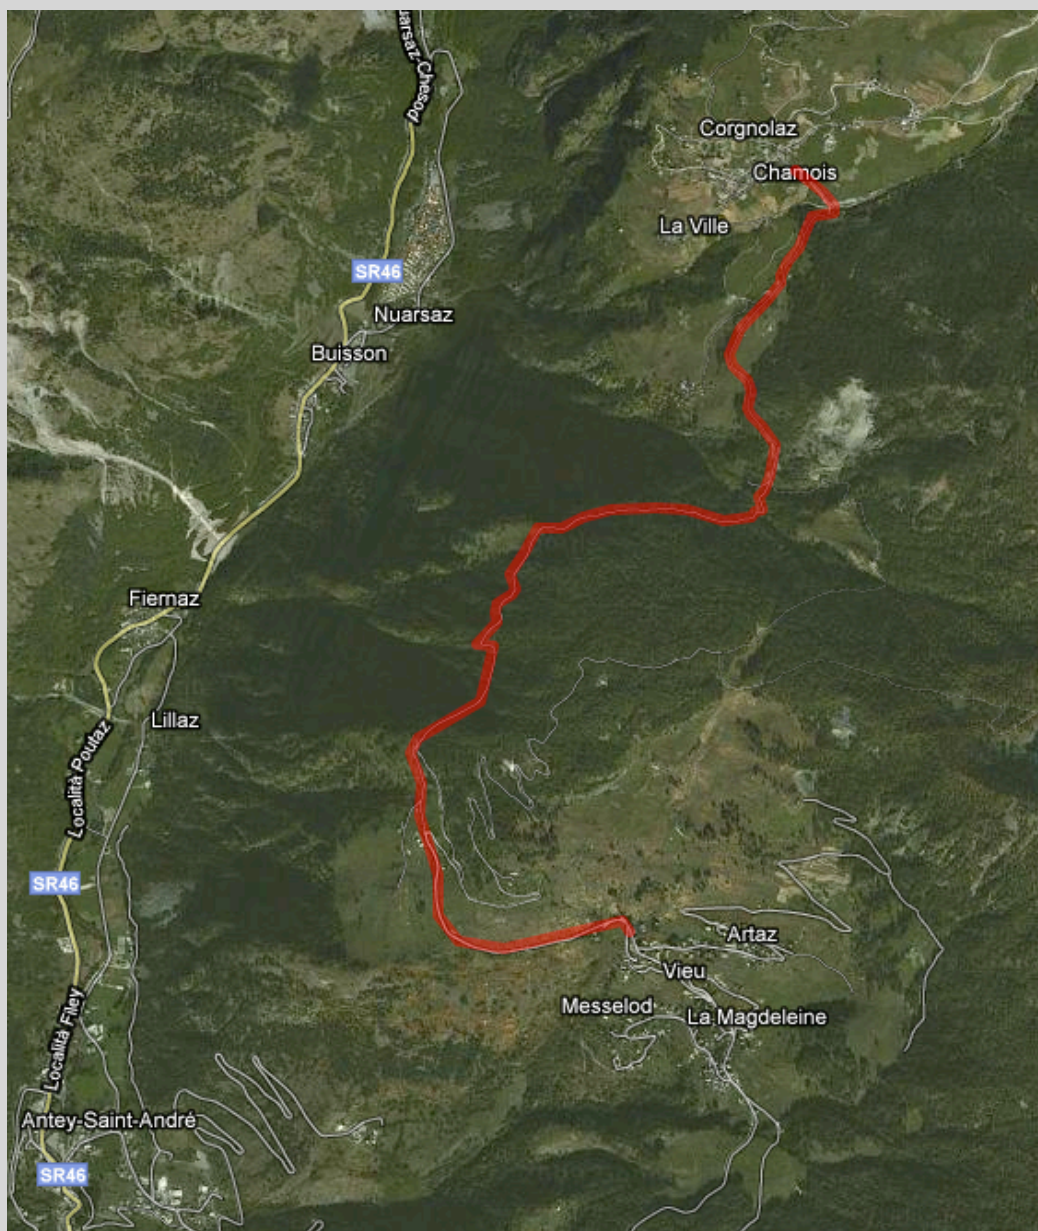 uarsaz-Chesod
Corgnolaz
Chamois
La Ville
SR46
Nuarsaz
Buisson
Fiernaz
Lillaz
Località Poutaz
SR46
Artaz
Vieu
Messelod
La Magdeleine
Località Filey
Antey-Saint-André
SR46